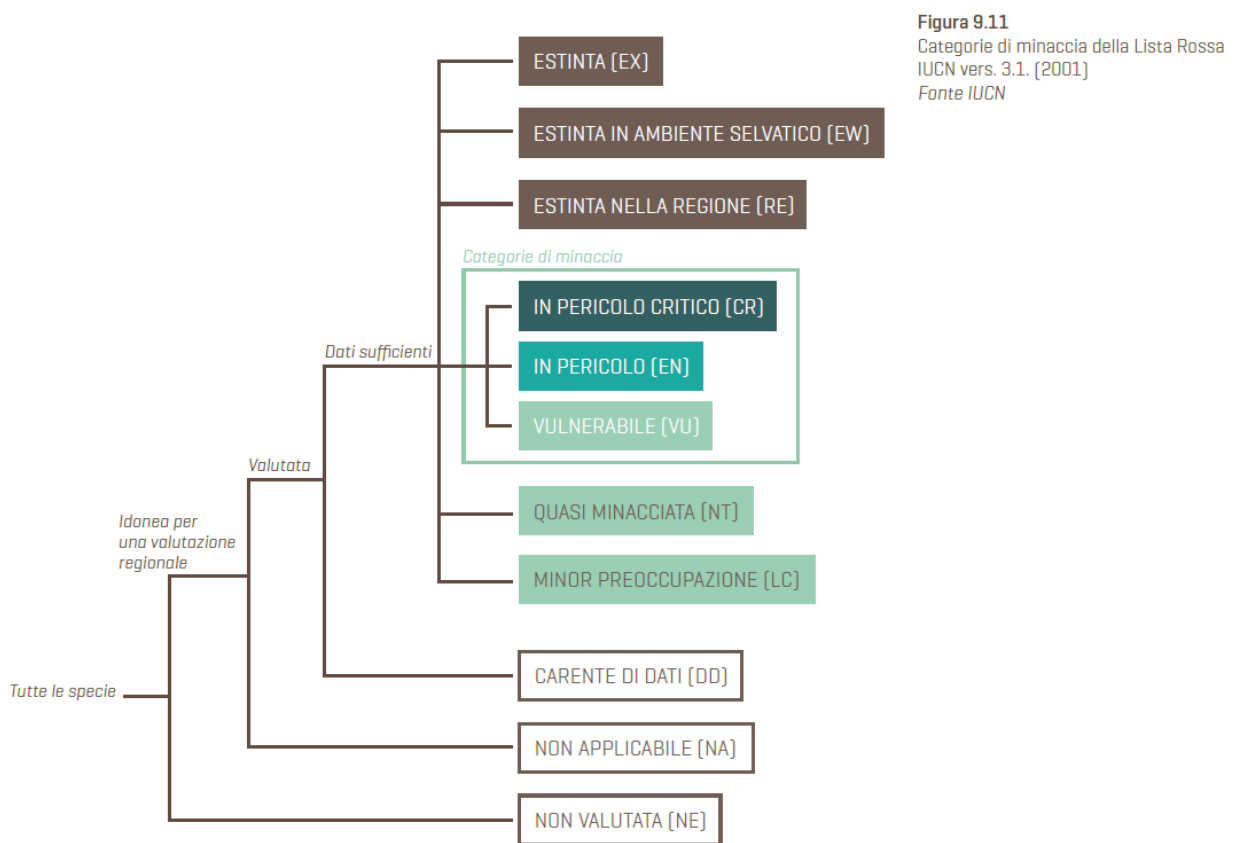 Figura 9.11
Categorie di minaccia della Lista Rossa
IUCN vers. 3.1. (2001)
Fonte IUCN
ESTINTA (EX)
ESTINTA IN AMBIENTE SELVATICO (EW)
ESTINTA NELLA REGIONE (RE)
Categorie di minaccia
IN PERICOLO CRITICO (CR)
Dati sufficienti
IN PERICOLO (EN)
VULNERABILE (VU)
Valutata
QUASI MINACCIATA (NT)
Idonea per
una valutazione
regionale
MINOR PREOCCUPAZIONE (LC)
CARENTE DI DATI (DD)
Tutte le specie
NON APPLICABILE (NA)
NON VALUTATA (NE)